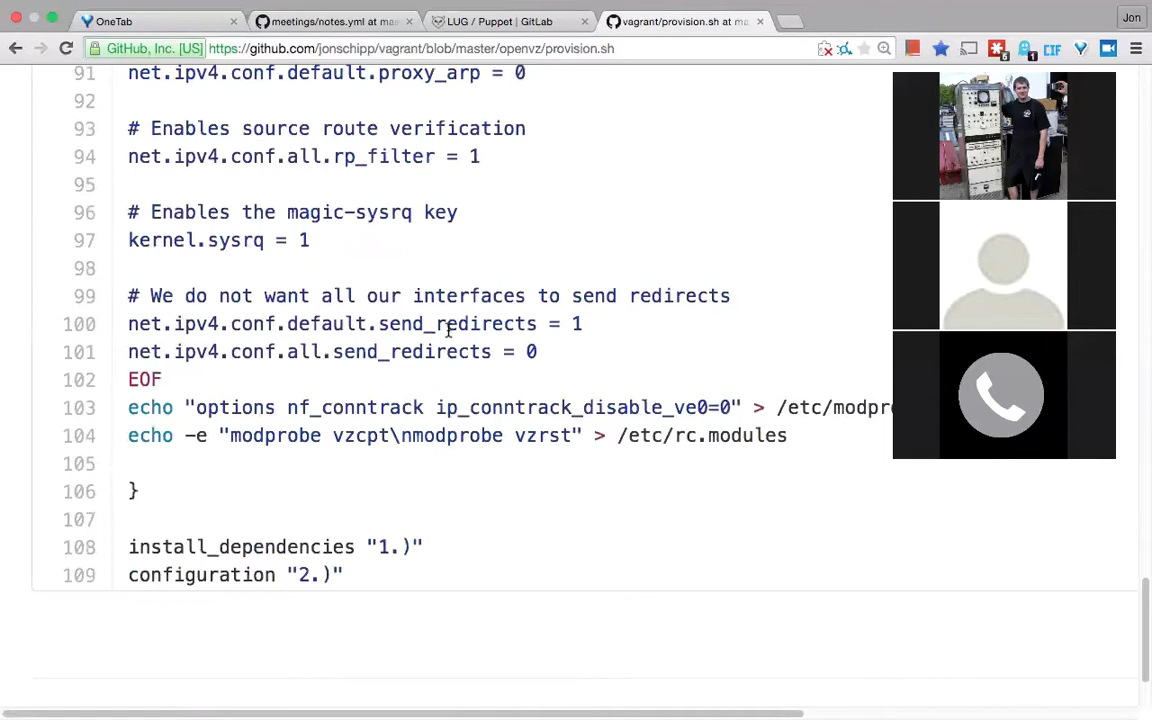 OneTab
meetings/notes.yml at ma
LUG / Puppet | GitLab
vagrant/provision.sh at ma
Jon
GitHub, Inc. [US]
https://github.com/jonschipp/vagrant/blob/master/openvz/provision.sh
6
1
CIF
91 net.ipv4.conf.default.proxy_arp = 0
92
93 # Enables source route verification
94 net.ipv4.conf.all.rp_filter = 1
95
96 # Enables the magic-sysrq key
97 kernel.sysrq = 1
98
99 # We do not want all our interfaces to send redirects
100 net.ipv4.conf.default.send_redirects = 1
101 net.ipv4.conf.all.send_redirects = 0
102 EOF
103 echo "options nf_conntrack ip_conntrack_disable_ve0=0" > /etc/modpr
104 echo -e "modprobe vzcpt\nmodprobe vzrst" > /etc/rc.modules
105
106 }
107
108 install_dependencies "1.)"
109 configuration "2.)"